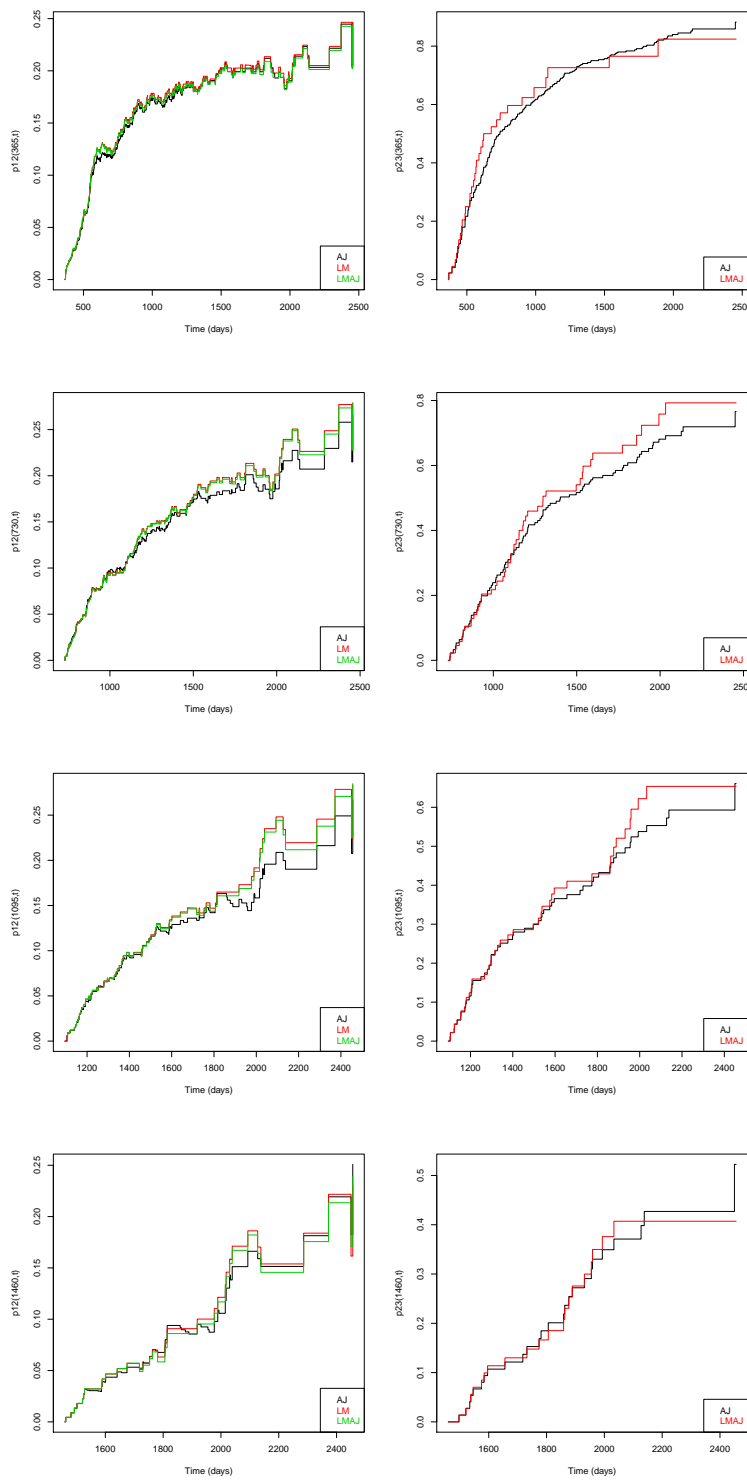 p12(365,t)
0.00 0.05 0.10 0.15 0.20 0.25
500 1000 1500 2000 2500
Time (days)
AJ
LM
LMAJ
p23(365,t)
0.0 0.2 0.4 0.6 0.8
500 1000 1500 2000 2500
Time (days)
AJ
LMAJ
p12(730,t)
0.00 0.05 0.10 0.15 0.20 0.25
1000 1500 2000 2500
Time (days)
AJ
LM
LMAJ
p23(730,t)
0.0 0.2 0.4 0.6 0.8
1000 1500 2000 2500
Time (days)
AJ
LMAJ
p12(1095,t)
0.00 0.05 0.10 0.15 0.20 0.25
1200 1400 1600 1800 2000 2200 2400
Time (days)
AJ
LM
LMAJ
p23(1095,t)
0.0 0.1 0.2 0.3 0.4 0.5 0.6
1200 1400 1600 1800 2000 2200 2400
Time (days)
AJ
LMAJ
p12(1460,t)
0.00 0.05 0.10 0.15 0.20 0.25
1600 1800 2000 2200 2400
Time (days)
AJ
LM
LMAJ
p23(1460,t)
0.0 0.1 0.2 0.3 0.4 0.5
1600 1800 2000 2200 2400
Time (days)
AJ
LMAJ